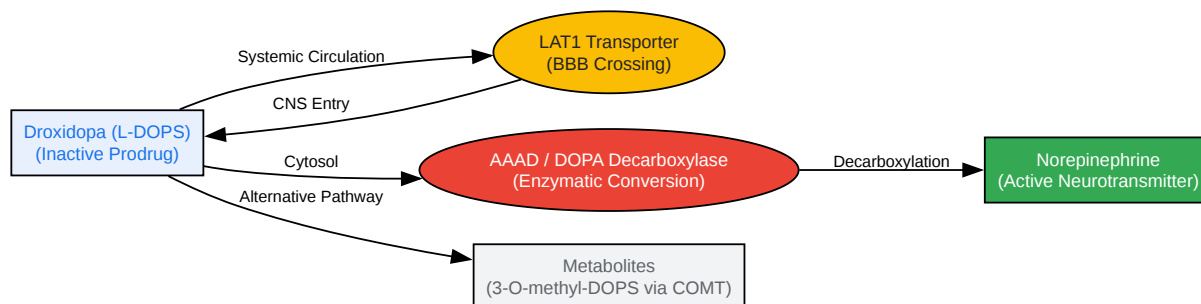 LAT1 Transporter
(BBB Crossing)
Systemic Circulation
CNS Entry
Droxidopa (L-DOPS)
(Inactive Prodrug)
Cytosol
AAAD / DOPA Decarboxylase
(Enzymatic Conversion)
Decarboxylation
Norepinephrine
(Active Neurotransmitter)
Alternative Pathway
Metabolites
(3-O-methyl-DOPS via COMT)